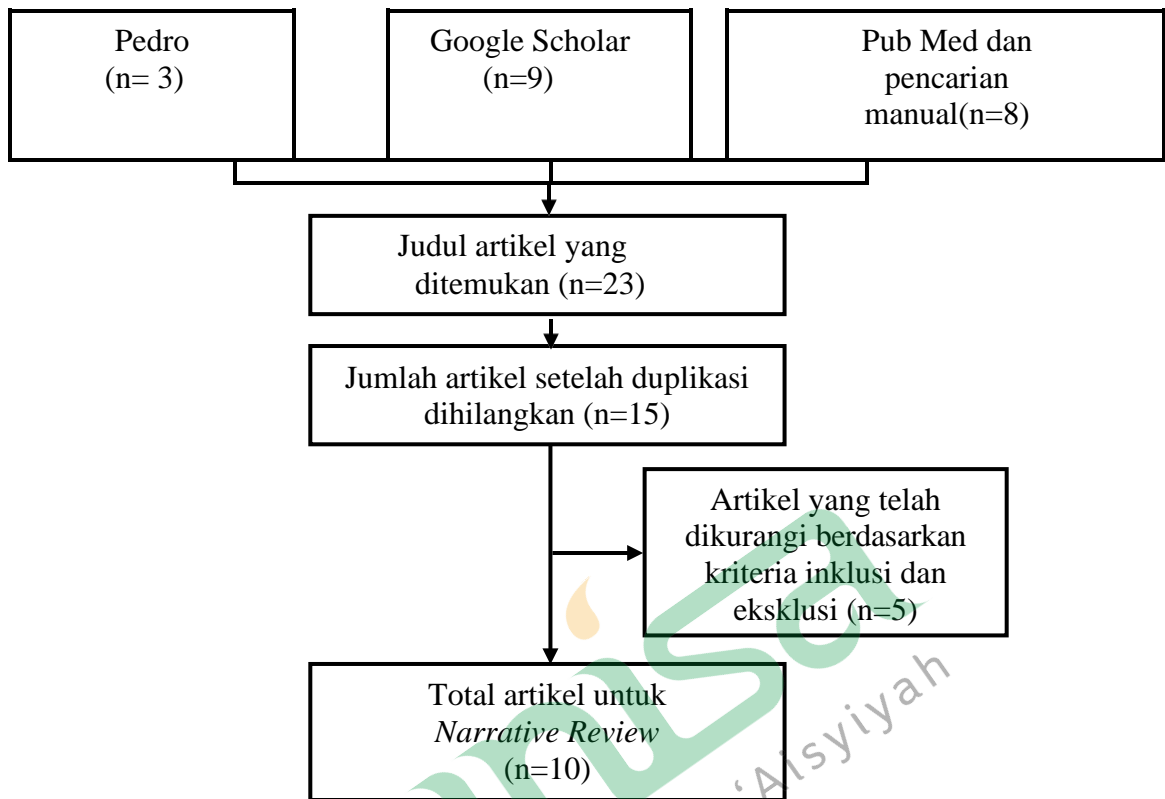 Pedro
(n= 3)
Google Scholar
(n=9)
Pub Med dan
pencarian
manual(n=8)
Judul artikel yang
ditemukan (n=23)
Jumlah artikel setelah duplikasi
dihilangkan (n=15)
Artikel yang telah
dikurangi berdasarkan
kriteria inklusi dan
eksklusi (n=5)
Total artikel untuk
Narrative Review
(n=10)
unisa
‘Aisyiyah